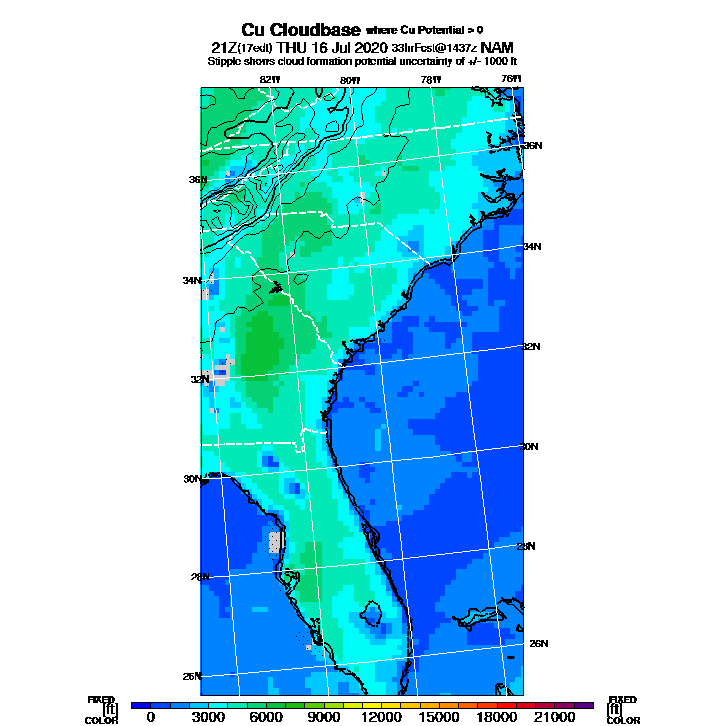 Cu Cloudbase where Cu Potential > 0
21Z(17edt) THU 16 Jul 2020 33hrFcst@1437z NAM
Stipple shows cloud formation potential uncertainty of +/- 1000 ft
82W 80W 78W 76W
36N
36N
34N
34N
32N
32N
30N
30N
28N
28N
26N
26N
FIXED FIXED
[ft] [ft]
COLOR COLOR
0 3000 6000 9000 12000 15000 18000 21000